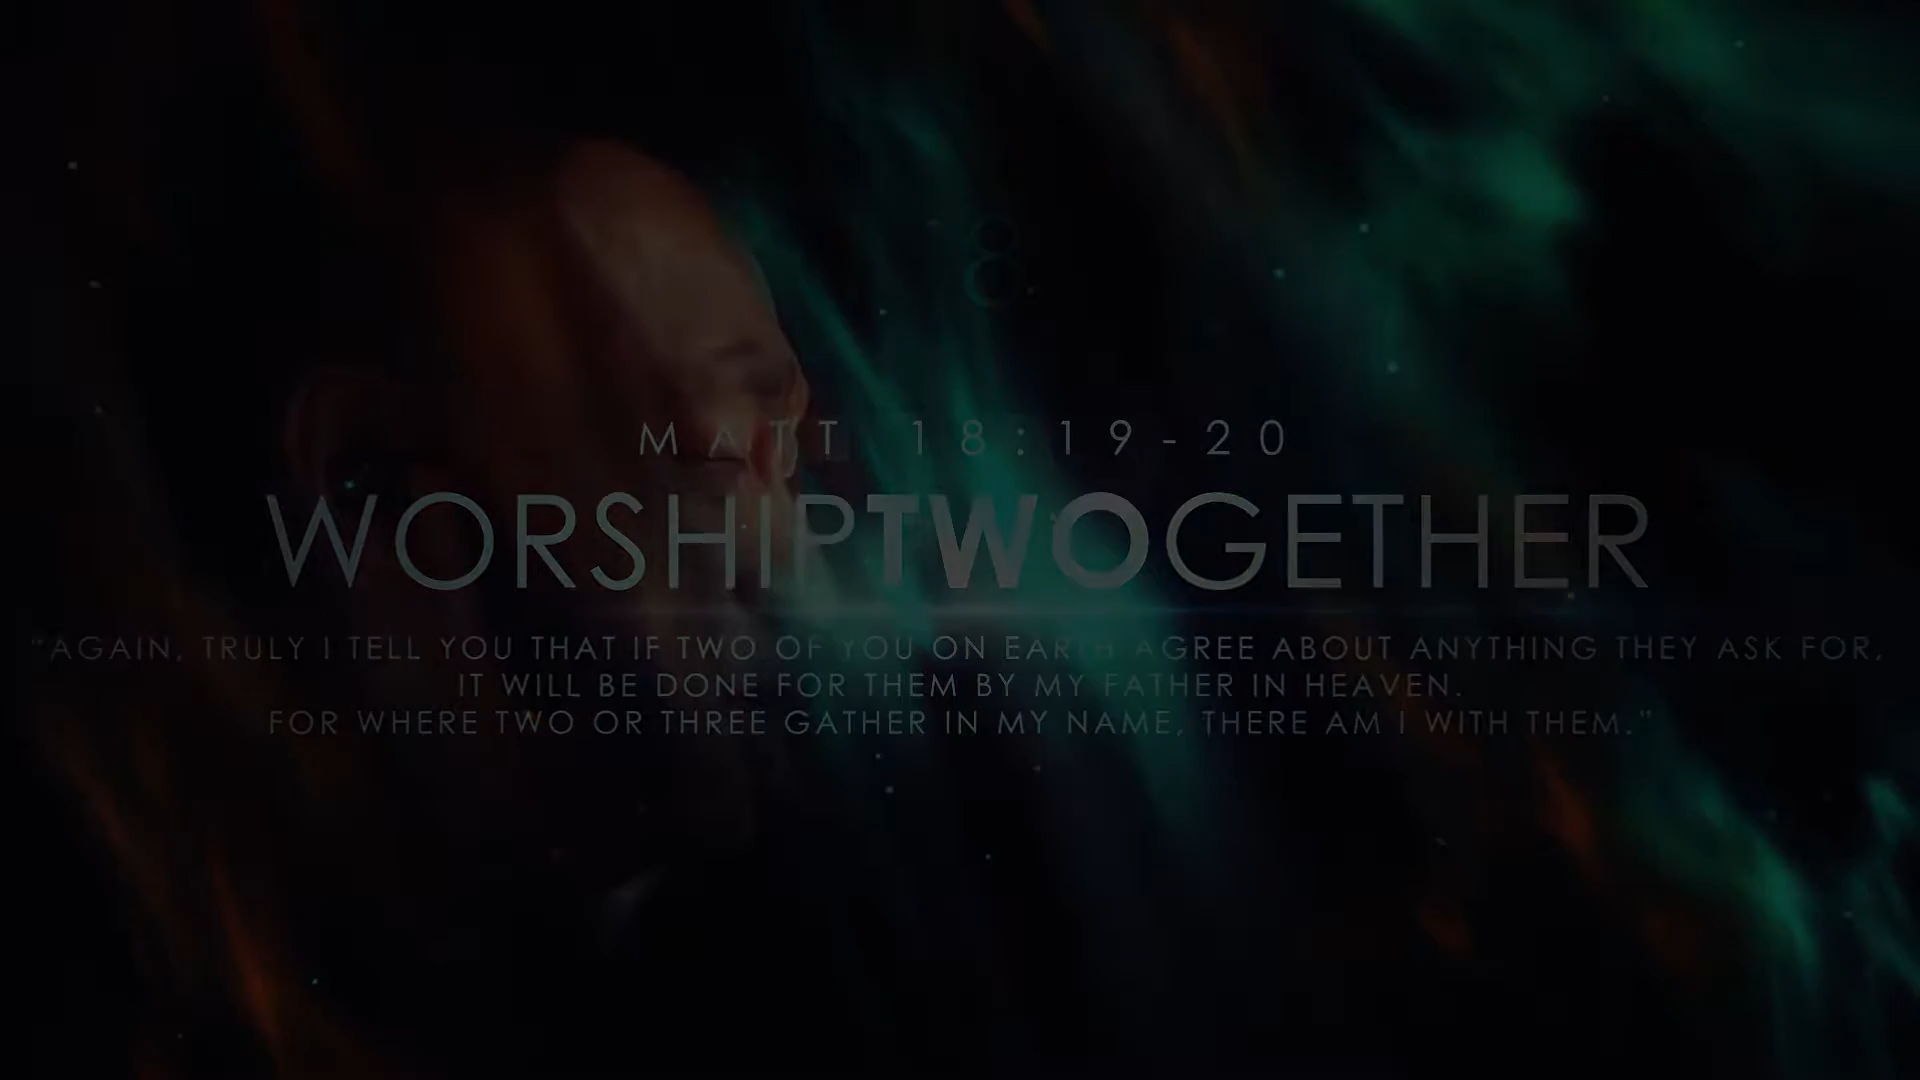 MATT 18:19-20
WORSHIPTWOGETHER
"AGAIN, TRULY I TELL YOU THAT IF TWO OF YOU ON EARTH AGREE ABOUT ANYTHING THEY ASK FOR,
IT WILL BE DONE FOR THEM BY MY FATHER IN HEAVEN.
FOR WHERE TWO OR THREE GATHER IN MY NAME, THERE AM I WITH THEM."